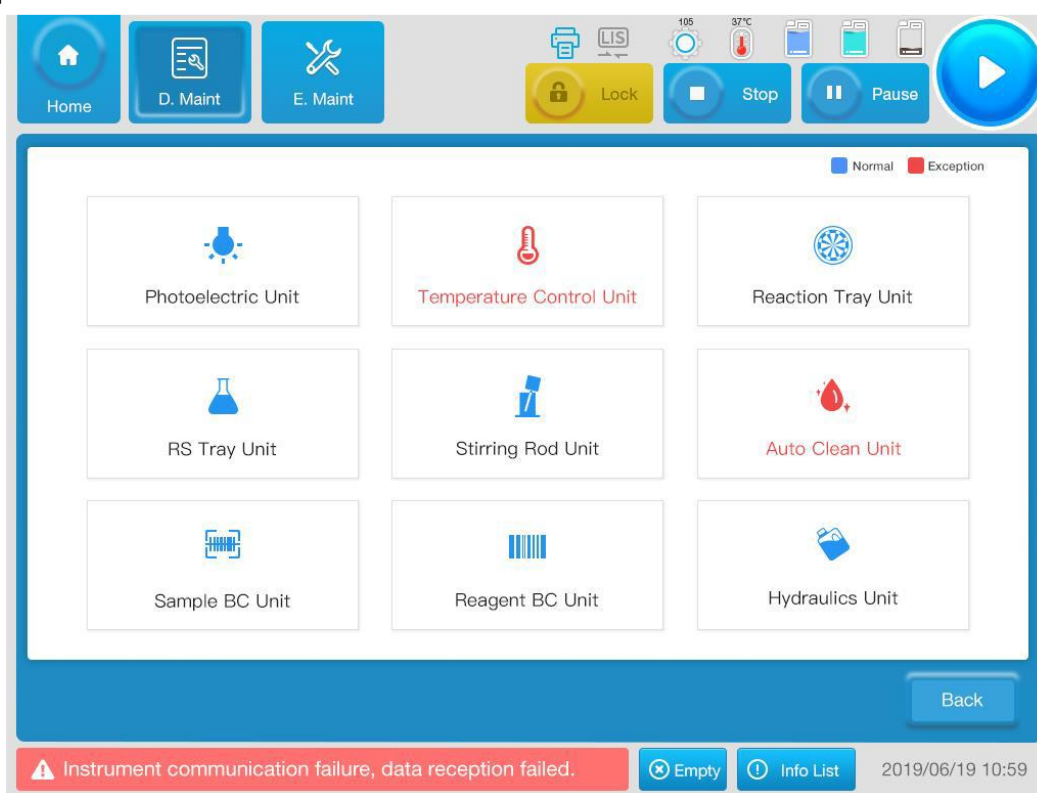 105 37°C
LIS
Home D. Maint E. Maint Lock Stop Pause
Normal Exception
Photoelectric Unit Temperature Control Unit Reaction Tray Unit
RS Tray Unit Stirring Rod Unit Auto Clean Unit
Sample BC Unit Reagent BC Unit Hydraulics Unit
Back
Instrument communication failure, data reception failed. Empty Info List 2019/06/19 10:59